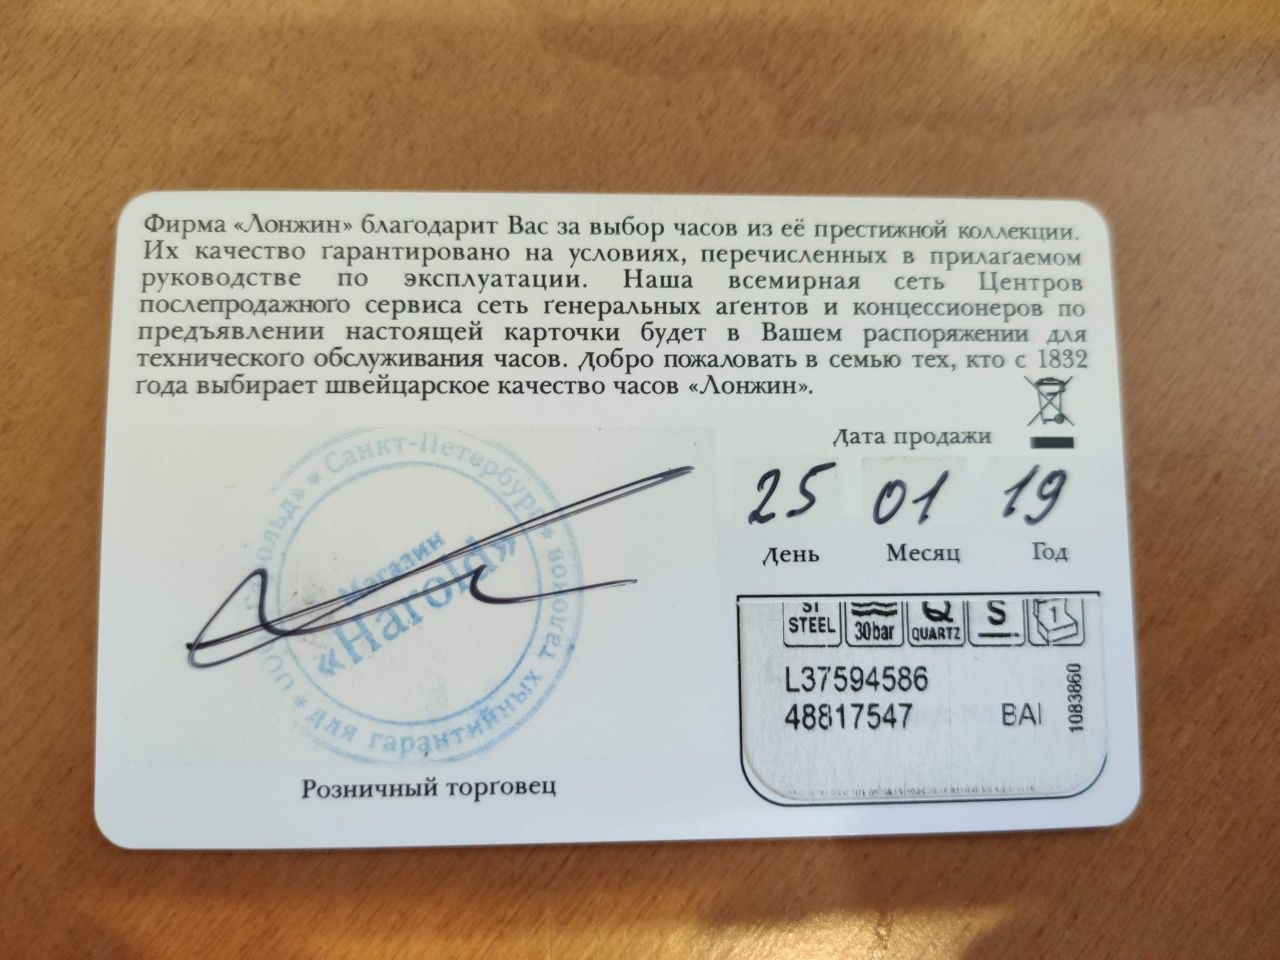 Фирма «Лонжин» благодарит Вас за выбор часов из её престижной коллекции.
Их качество гарантировано на условиях, перечисленных в прилагаемом
руководстве по эксплуатации. Наша всемирная сеть Центров
послепродажного сервиса сеть генеральных агентов и концессионеров по
предъявлении настоящей карточки будет в Вашем распоряжении для
технического обслуживания часов. Добро пожаловать в семью тех, кто с 1832
года выбирает швейцарское качество часов «Лонжин».
Дата продажи
25 01 19
День Месяц Год
* Санкт-Петербург *
Магазин
«Harold»
* для гарантийных талонов
Розничный торговец
ST
STEEL
30bar
Q
QUARTZ
S
1
L37594586
48817547 BAI
1083860